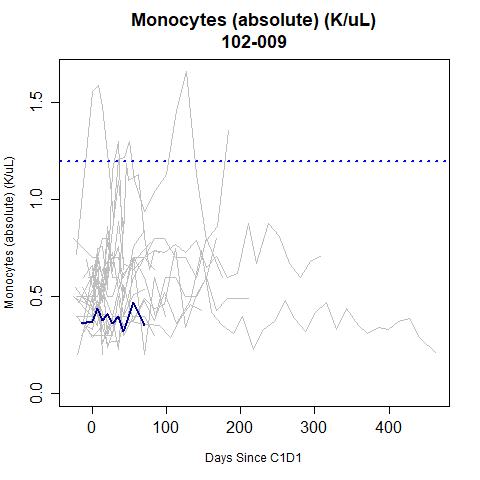 Monocytes (absolute) (K/uL)
102-009
Monocytes (absolute) (K/uL)
1.5
1.0
0.5
0.0
0 100 200 300 400
Days Since C1D1